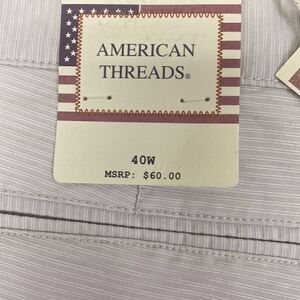 AMERICAN
THREADS®
40W
MSRP: $60.00